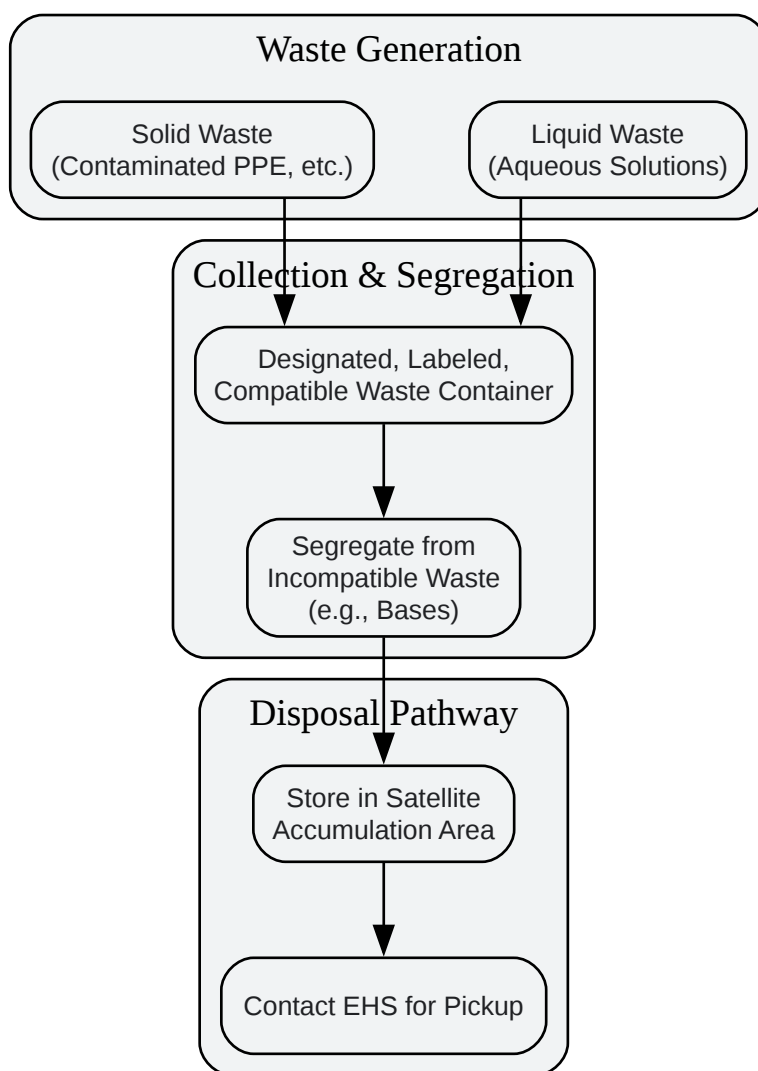 Waste Generation
Solid Waste
(Contaminated PPE, etc.)
Liquid Waste
(Aqueous Solutions)
Collection & Segregation
Designated, Labeled,
Compatible Waste Container
Segregate from
Incompatible Waste
(e.g., Bases)
Disposal Pathway
Store in Satellite
Accumulation Area
Contact EHS for Pickup